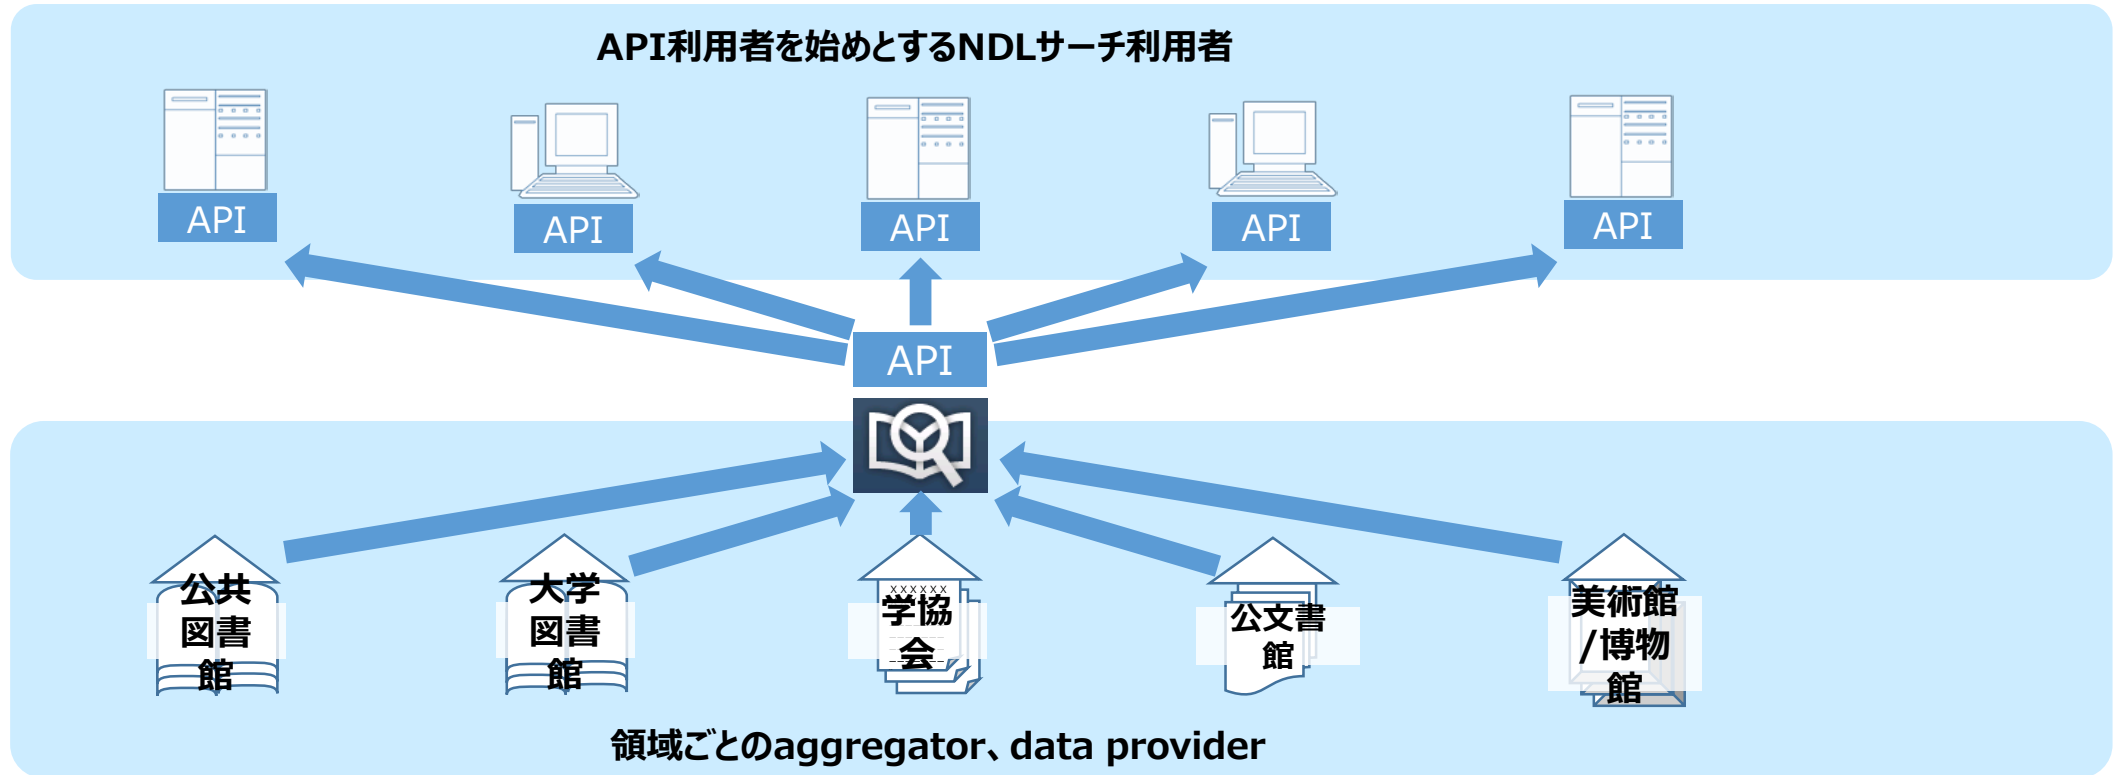 API利用者を始めとするNDLサーチ利用者
API
API
API
API
API
API
公共
図書
館
大学
図書
館
xxxxxx
学協
会
公文書
館
美術館
/博物
館
領域ごとのaggregator、data provider